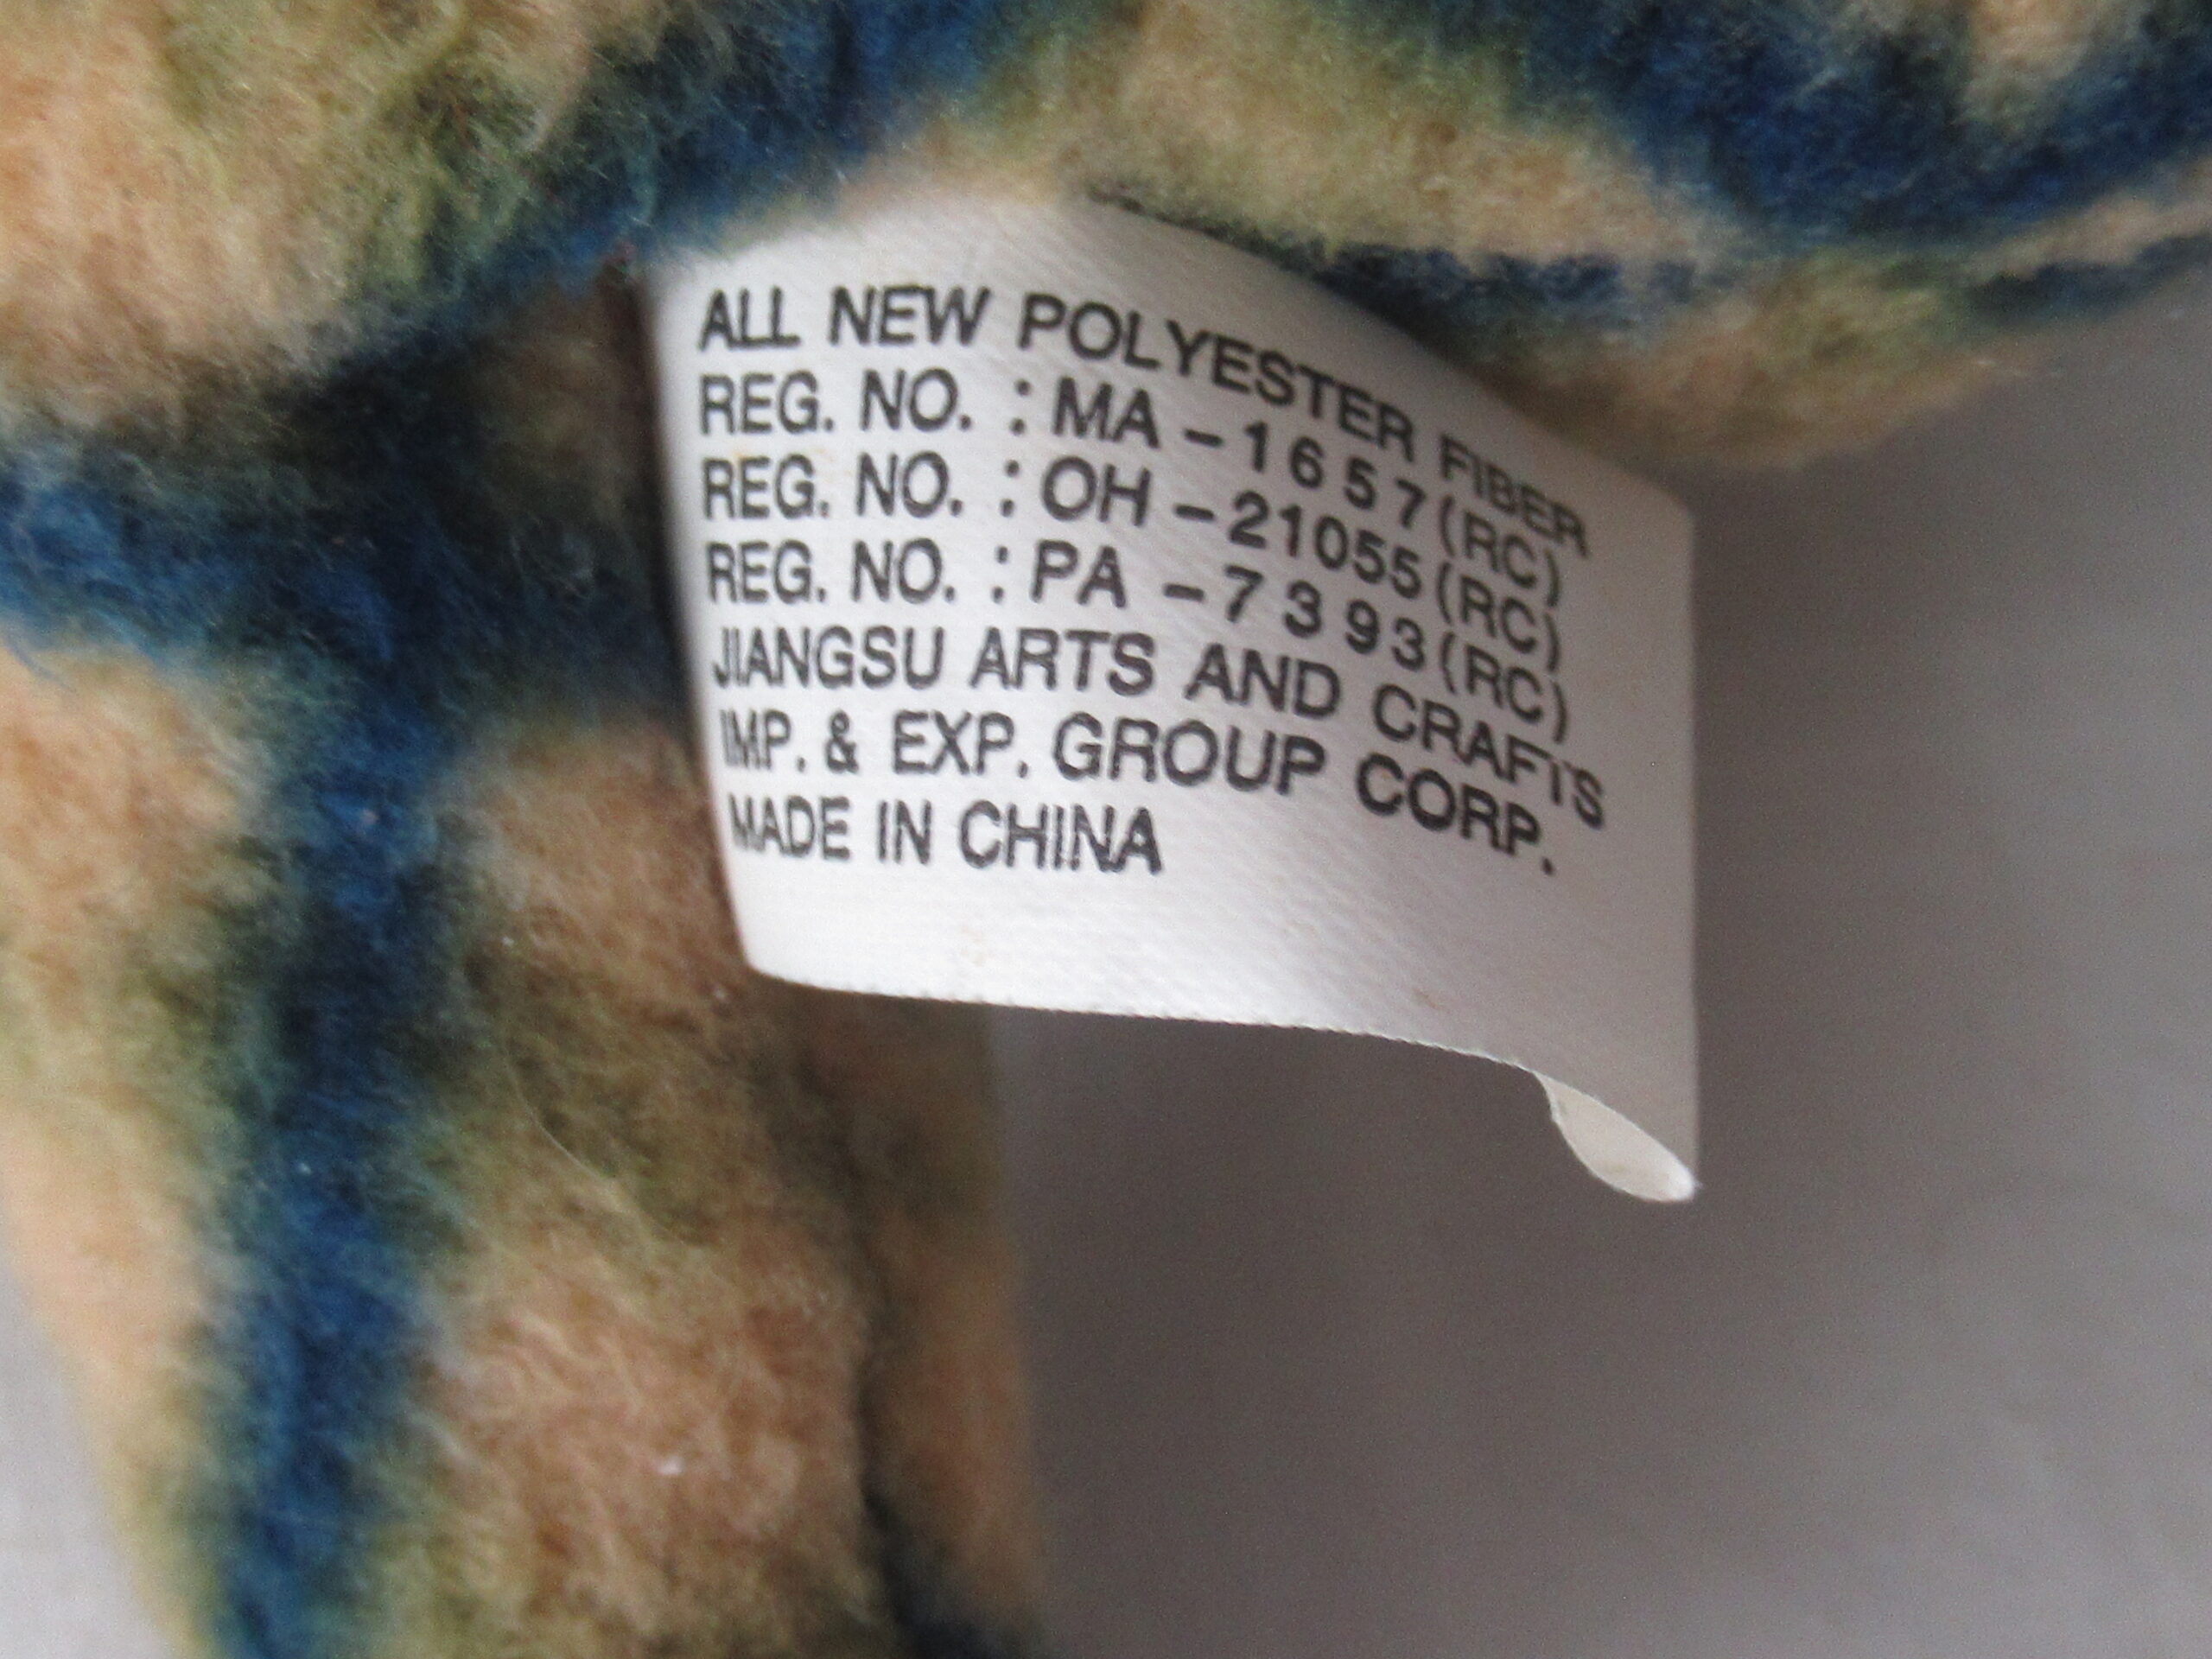 ALL NEW POLYESTER FIBER
REG. NO. : MA - 1657 (RC)
REG. NO. : OH - 21055 (RC)
REG. NO. : PA - 7393 (RC)
JIANGSU ARTS AND CRAFTS
IMP. & EXP. GROUP CORP.
MADE IN CHINA